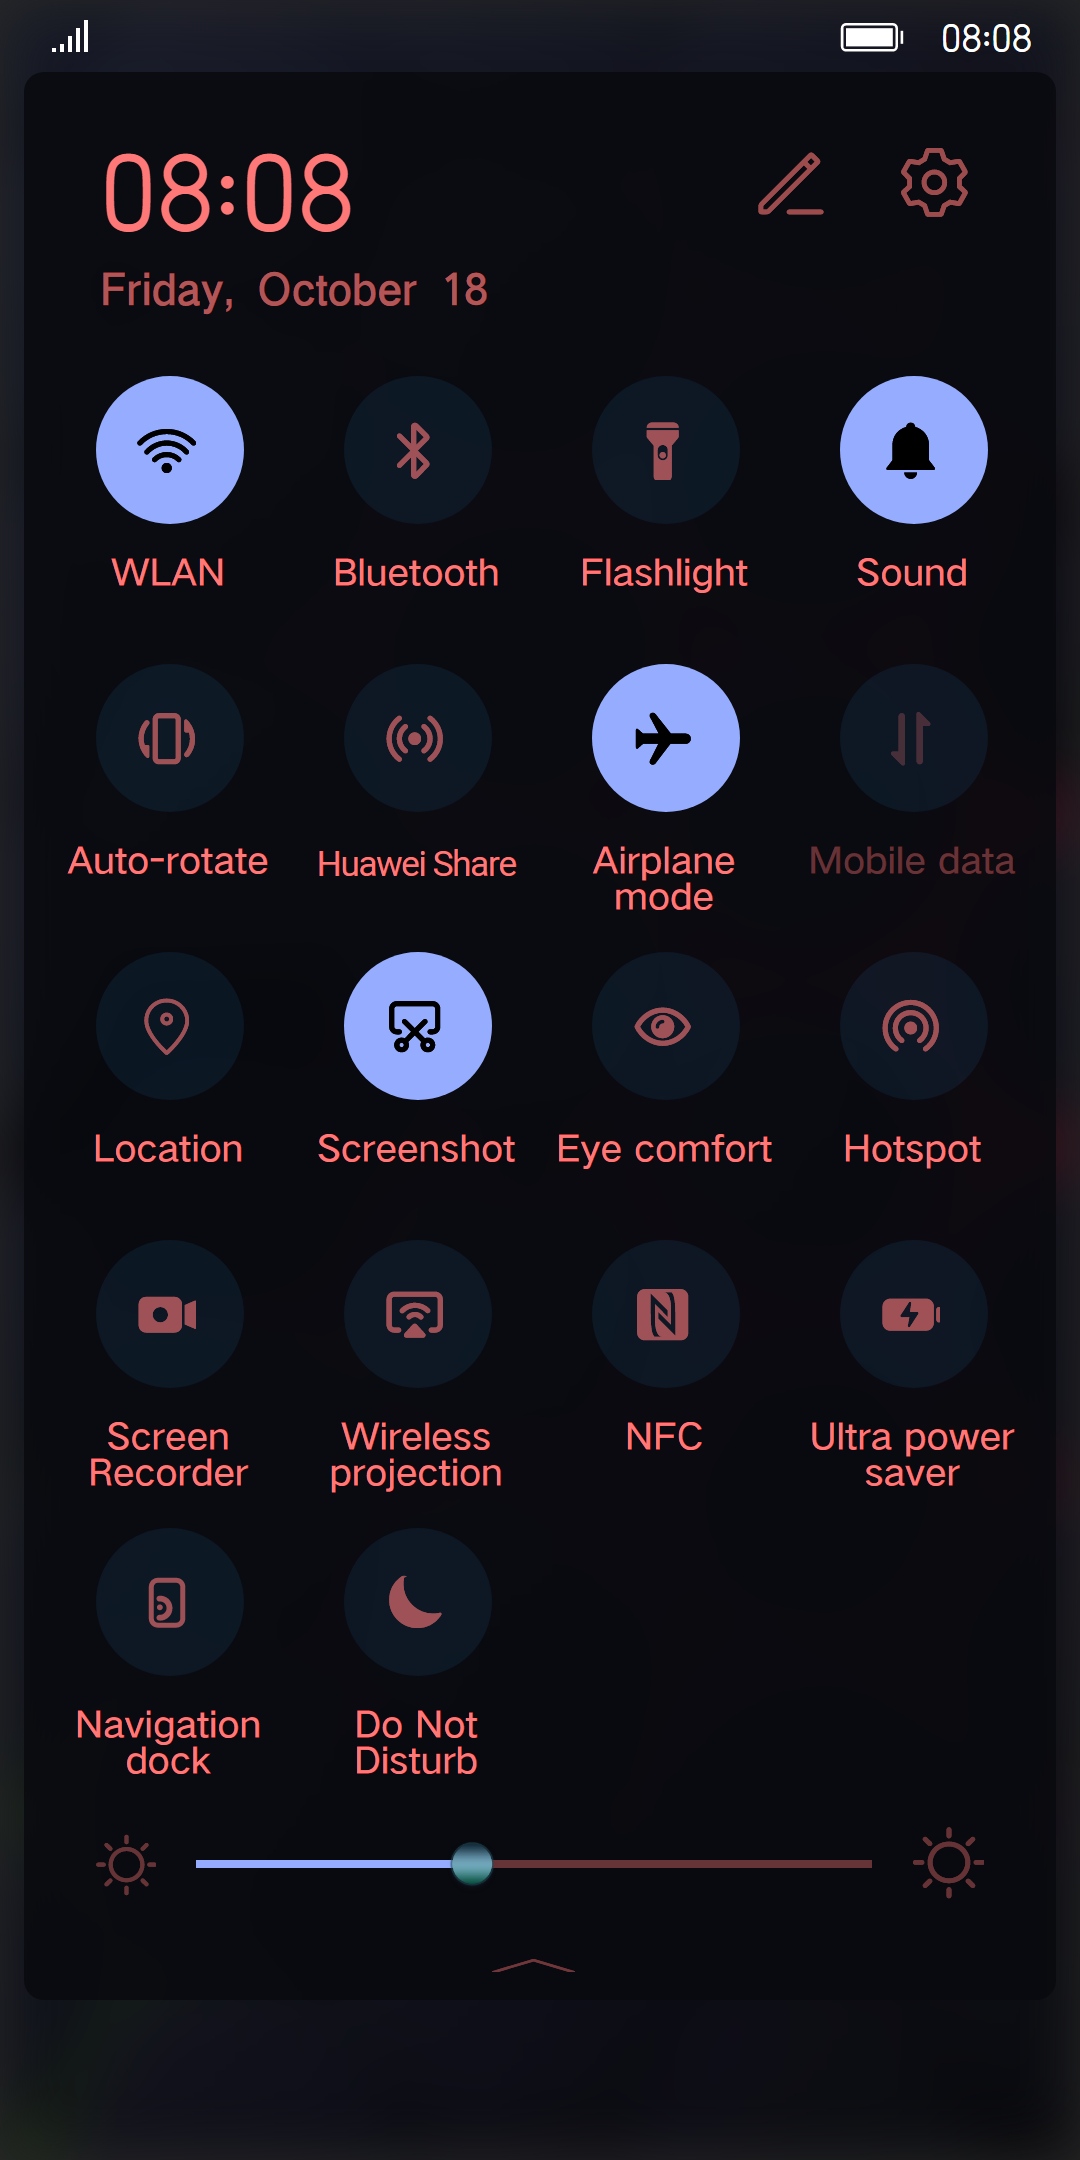 08:08
08:08
Friday, October 18
WLAN
Bluetooth
Flashlight
Sound
Auto-rotate
Huawei Share
Airplane
mode
Mobile data
Location
Screenshot
Eye comfort
Hotspot
Screen
Recorder
Wireless
projection
NFC
Ultra power
saver
Navigation
dock
Do Not
Disturb